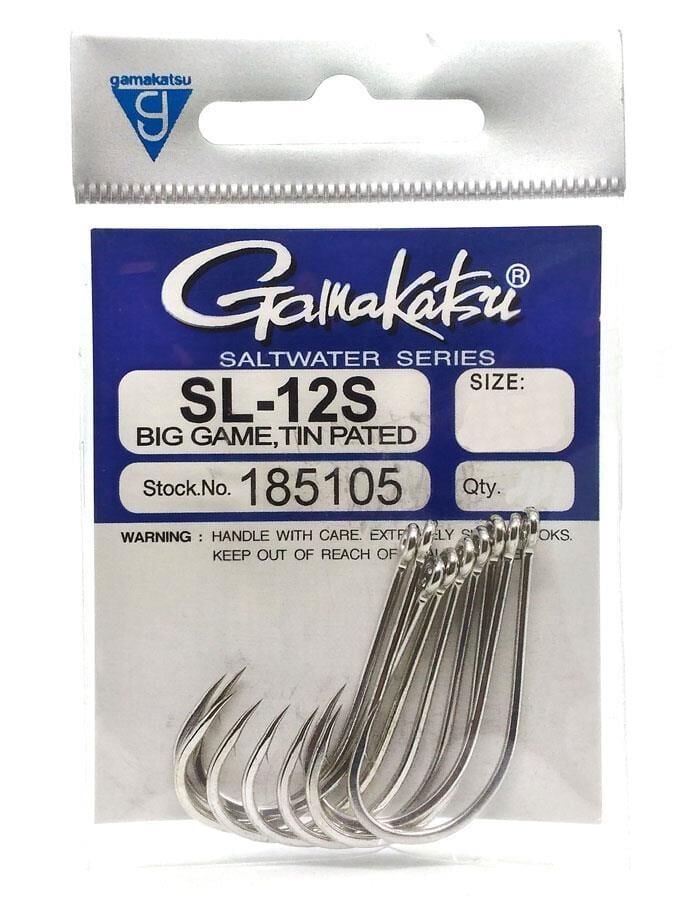 gamakatsu
Gamakatsu®
SALTWATER SERIES
SL-12S
BIG GAME,TIN PATED
SIZE:
Stock.No. 185105
Qty.
WARNING : HANDLE WITH CARE.
KEEP OUT OF REACH OF